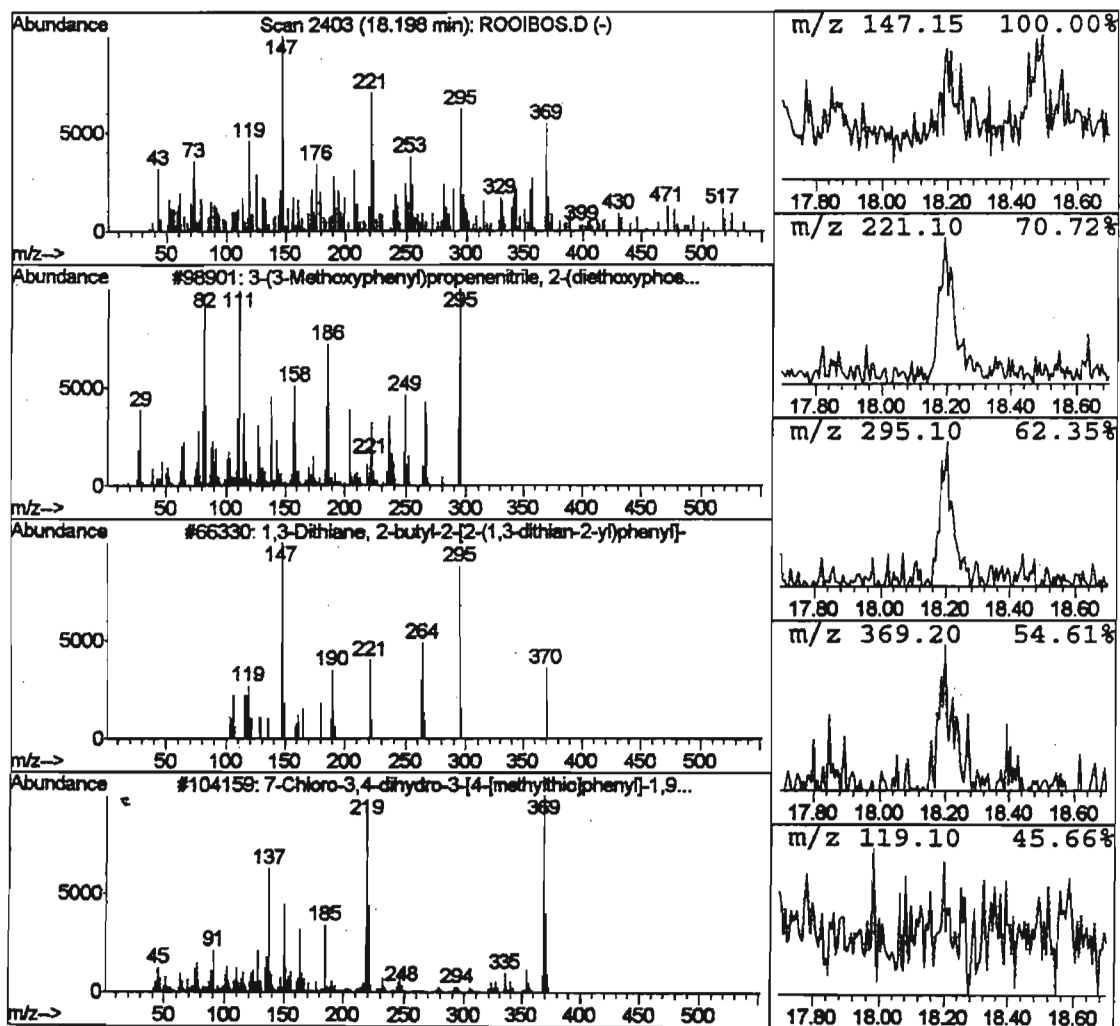 Abundance Scan 2403 (18.198 min): ROOIBOS.D (-)
147
221
295
369
5000
119
43
73
176
253
329
399
430
471
517
0
50 100 150 200 250 300 350 400 450 500
m/z-->
Abundance #98901: 3-(3-Methoxyphenyl)propenenitrile, 2-(diethoxyphos...
82 111 295
186
5000
158
249
29
221
0
50 100 150 200 250 300 350 400 450 500
m/z-->
Abundance #66330: 1,3-Dithiane, 2-butyl-2-[2-(1,3-dithian-2-yl)phenyl]-
147 295
5000
264
190 221
370
119
0
50 100 150 200 250 300 350 400 450 500
m/z-->
Abundance #104159: 7-Chloro-3,4-dihydro-3-[4-[methylthio]phenyl]-1,9...
219 369
137
5000
185
91
45
248
294
335
0
50 100 150 200 250 300 350 400 450 500
m/z-->
m/z 147.15 100.00%
17.80 18.00 18.20 18.40 18.60
m/z 221.10 70.72%
17.80 18.00 18.20 18.40 18.60
m/z 295.10 62.35%
17.80 18.00 18.20 18.40 18.60
m/z 369.20 54.61%
17.80 18.00 18.20 18.40 18.60
m/z 119.10 45.66%
17.80 18.00 18.20 18.40 18.60